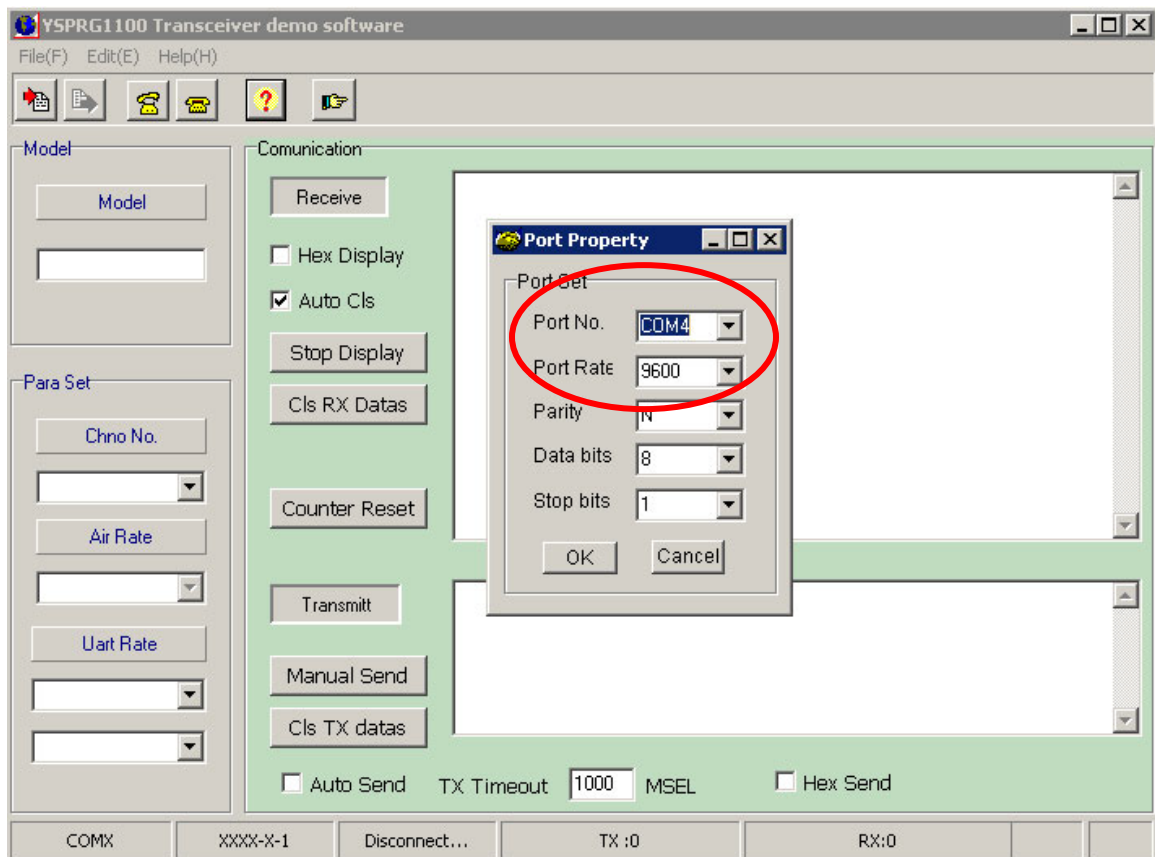 YSPRG1100 Transceiver demo software
File(F) Edit(E) Help(H)
Model
Model
Para Set
Chno No.
Air Rate
Uart Rate
Comunication
Receive
Hex Display
Auto Cls
Stop Display
Cls RX Datas
Counter Reset
Transmitt
Manual Send
Cls TX datas
Auto Send TX Timeout 1000 MSEL Hex Send
Port Property
Port Set
Port No. COM4
Port Rate 9600
Parity N
Data bits 8
Stop bits 1
OK Cancel
COMX XXXX-X-1 Disconnect... TX :0 RX:0